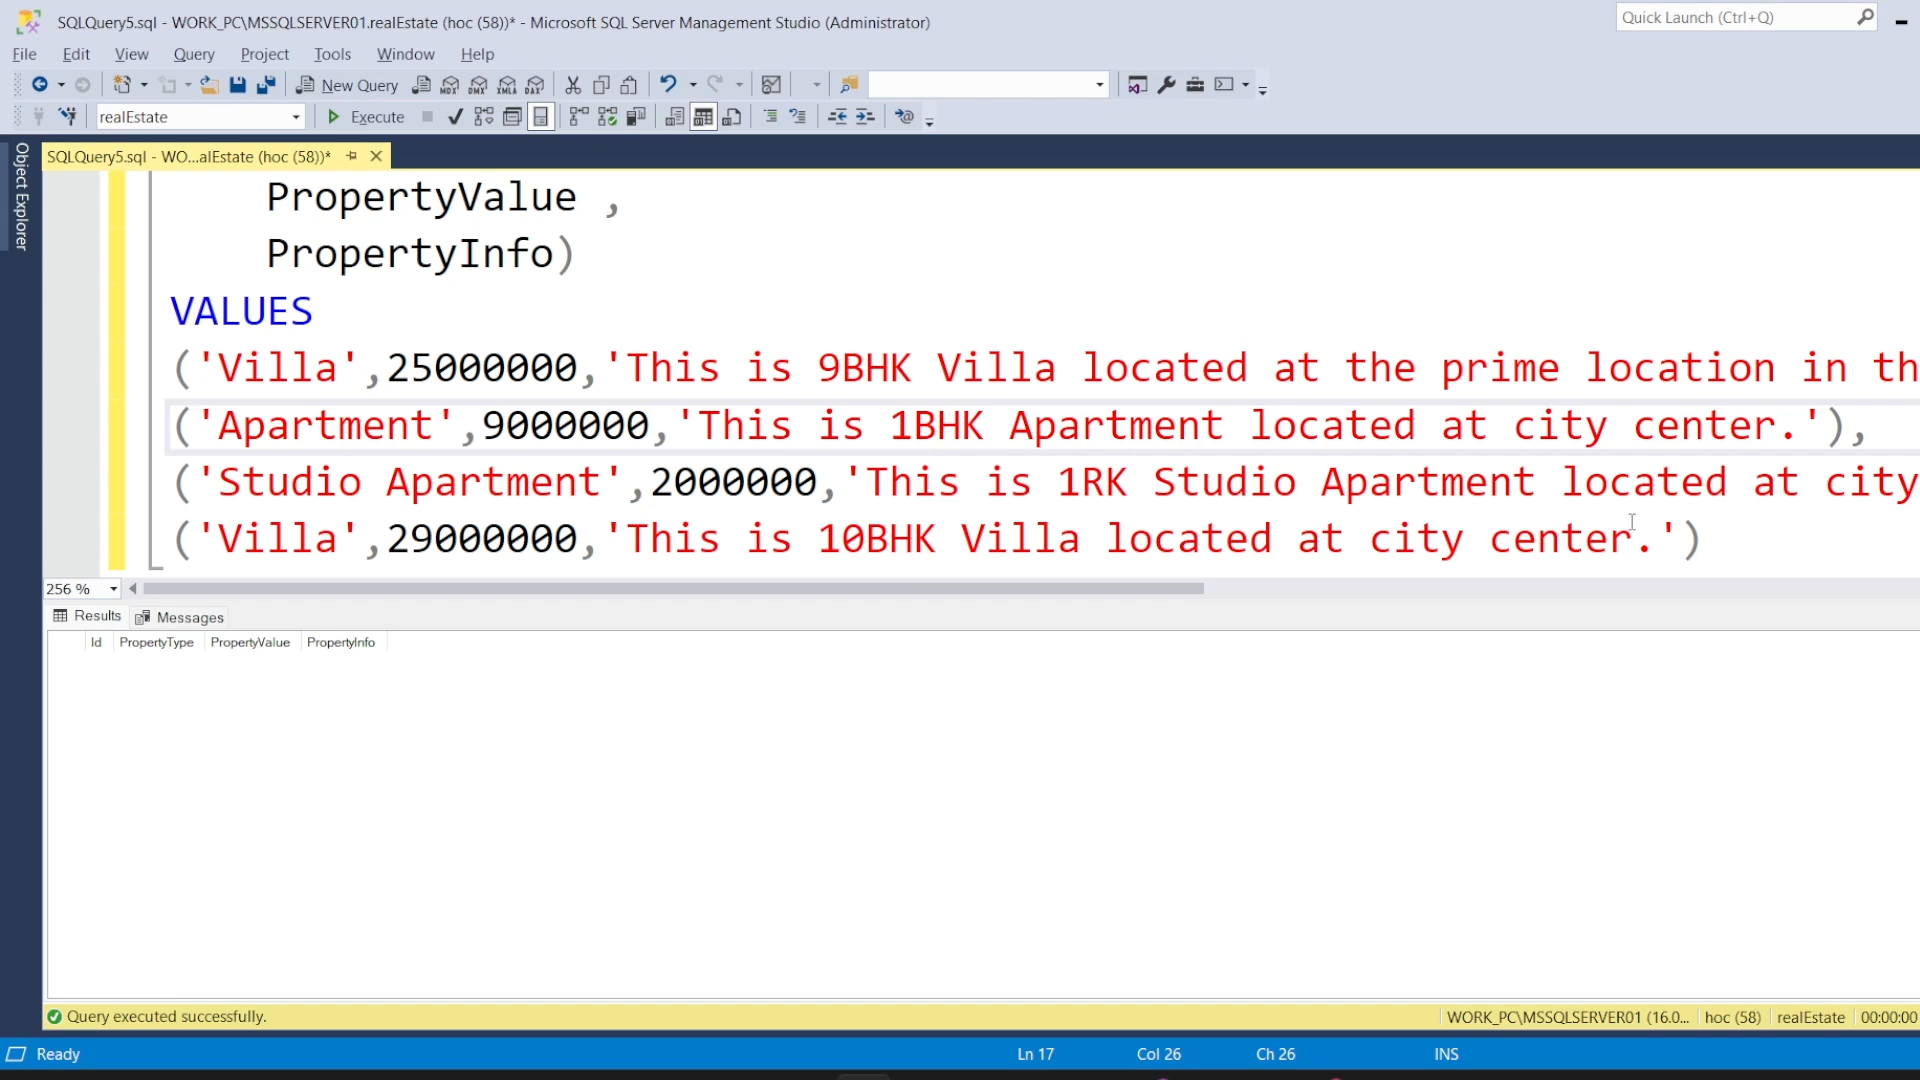 SQLQuery5.sql - WORK_PC\MSSQLSERVER01.realEstate (hoc (58))* - Microsoft SQL Server Management Studio (Administrator)
Quick Launch (Ctrl+Q)
File Edit View Query Project Tools Window Help
New Query MDX DMX XMLA DAX
realEstate Execute
Object Explorer
SQLQuery5.sql - WO...alEstate (hoc (58))*
PropertyValue ,
PropertyInfo)
VALUES
('Villa',25000000,'This is 9BHK Villa located at the prime location in th
('Apartment',9000000,'This is 1BHK Apartment located at city center.'),
('Studio Apartment',2000000,'This is 1RK Studio Apartment located at city
('Villa',29000000,'This is 10BHK Villa located at city center.')
256 %
Results Messages
Id PropertyType PropertyValue PropertyInfo
Query executed successfully.
WORK_PC\MSSQLSERVER01 (16.0... hoc (58) realEstate 00:00:00
Ready Ln 17 Col 26 Ch 26 INS